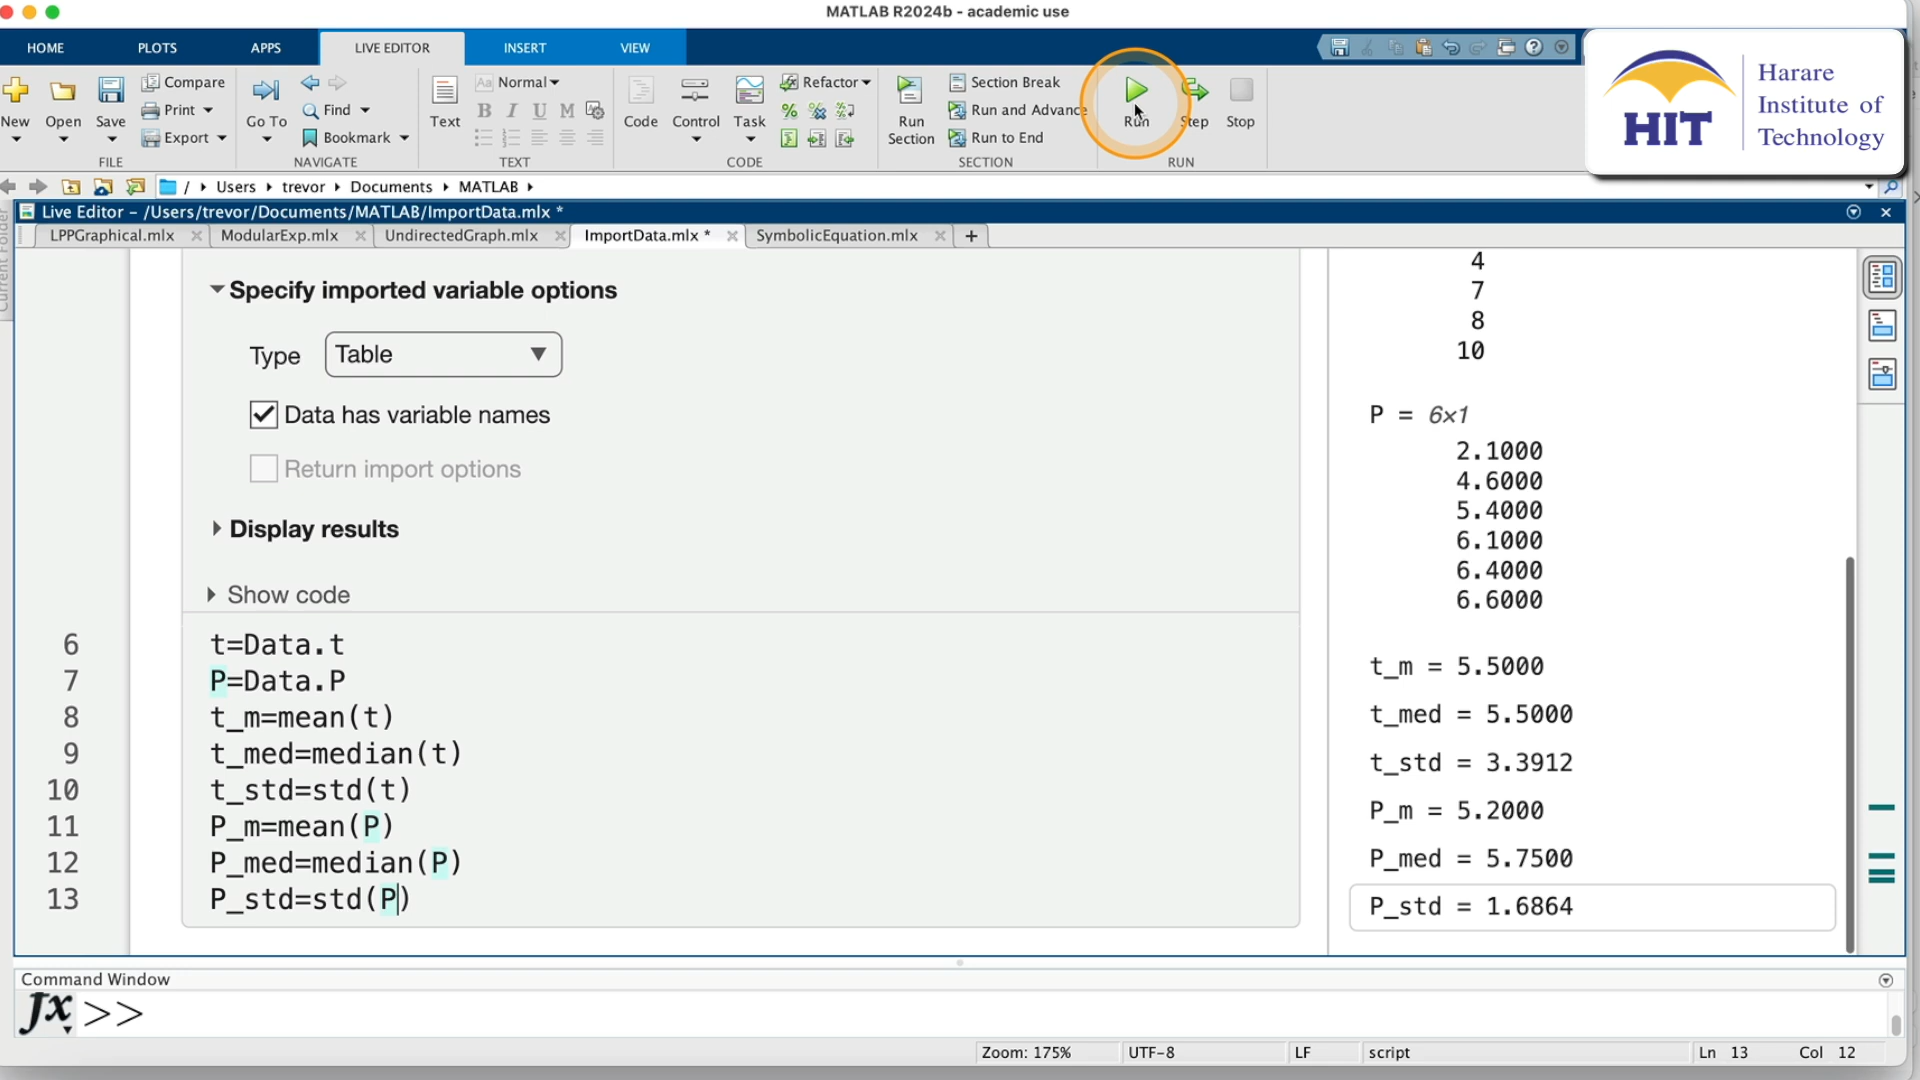 MATLAB R2024b - academic use
HOME PLOTS APPS LIVE EDITOR INSERT VIEW
HIT
Harare
Institute of
Technology
New
Open
Save
Compare
Print
Export
FILE
Go To
Find
Bookmark
NAVIGATE
Text
Aa Normal
B I U M
TEXT
Code
Control
Task
Refactor
CODE
Run
Section
Section Break
Run and Advance
Run to End
SECTION
Run
Step
Stop
RUN
/ Users trevor Documents MATLAB
Current Folder
Live Editor - /Users/trevor/Documents/MATLAB/ImportData.mlx *
LPPGraphical.mlx ModularExp.mlx UndirectedGraph.mlx ImportData.mlx * SymbolicEquation.mlx +
Specify imported variable options
Type Table
Data has variable names
Return import options
Display results
Show code
6 t=Data.t
7 P=Data.P
8 t_m=mean(t)
9 t_med=median(t)
10 t_std=std(t)
11 P_m=mean(P)
12 P_med=median(P)
13 P_std=std(P)
4
7
8
10
P = 6×1
2.1000
4.6000
5.4000
6.1000
6.4000
6.6000
t_m = 5.5000
t_med = 5.5000
t_std = 3.3912
P_m = 5.2000
P_med = 5.7500
P_std = 1.6864
Command Window
fx >>
Zoom: 175% UTF-8 LF script Ln 13 Col 12